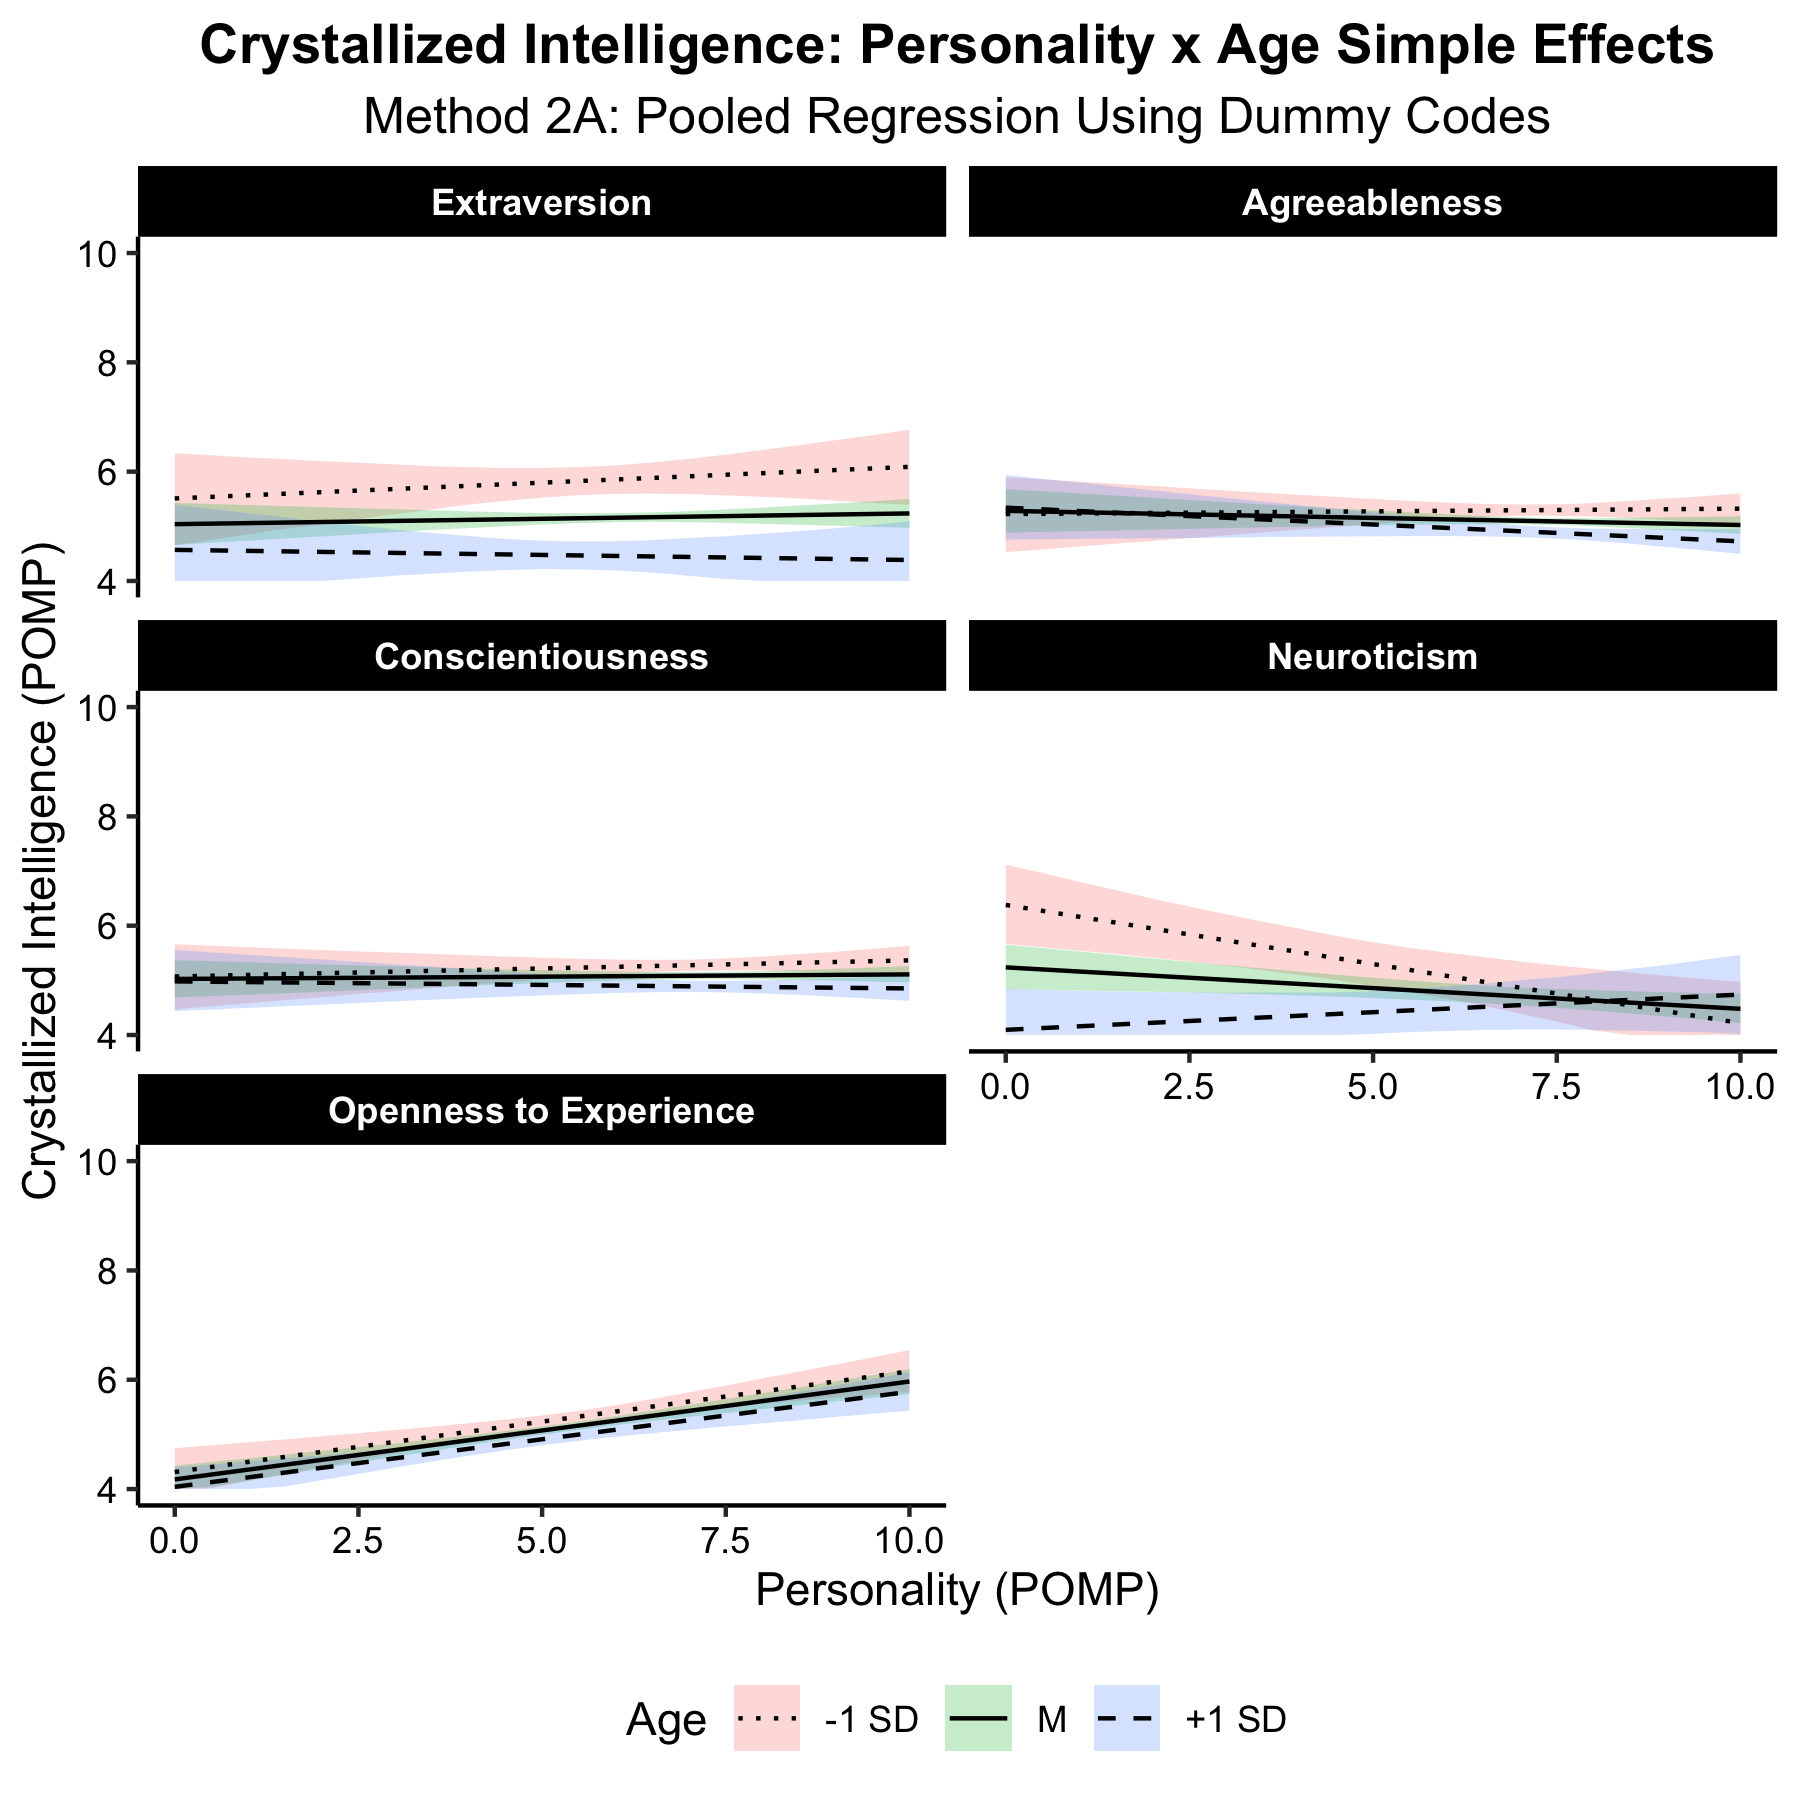 Crystallized Intelligence: Personality x Age Simple Effects
Method 2A: Pooled Regression Using Dummy Codes
Extraversion
Agreeableness
10
8
6
4
Conscientiousness
Neuroticism
10
8
6
4
0.0 2.5 5.0 7.5 10.0
Openness to Experience
10
8
6
4
0.0 2.5 5.0 7.5 10.0
Crystallized Intelligence (POMP)
Personality (POMP)
Age -1 SD M +1 SD